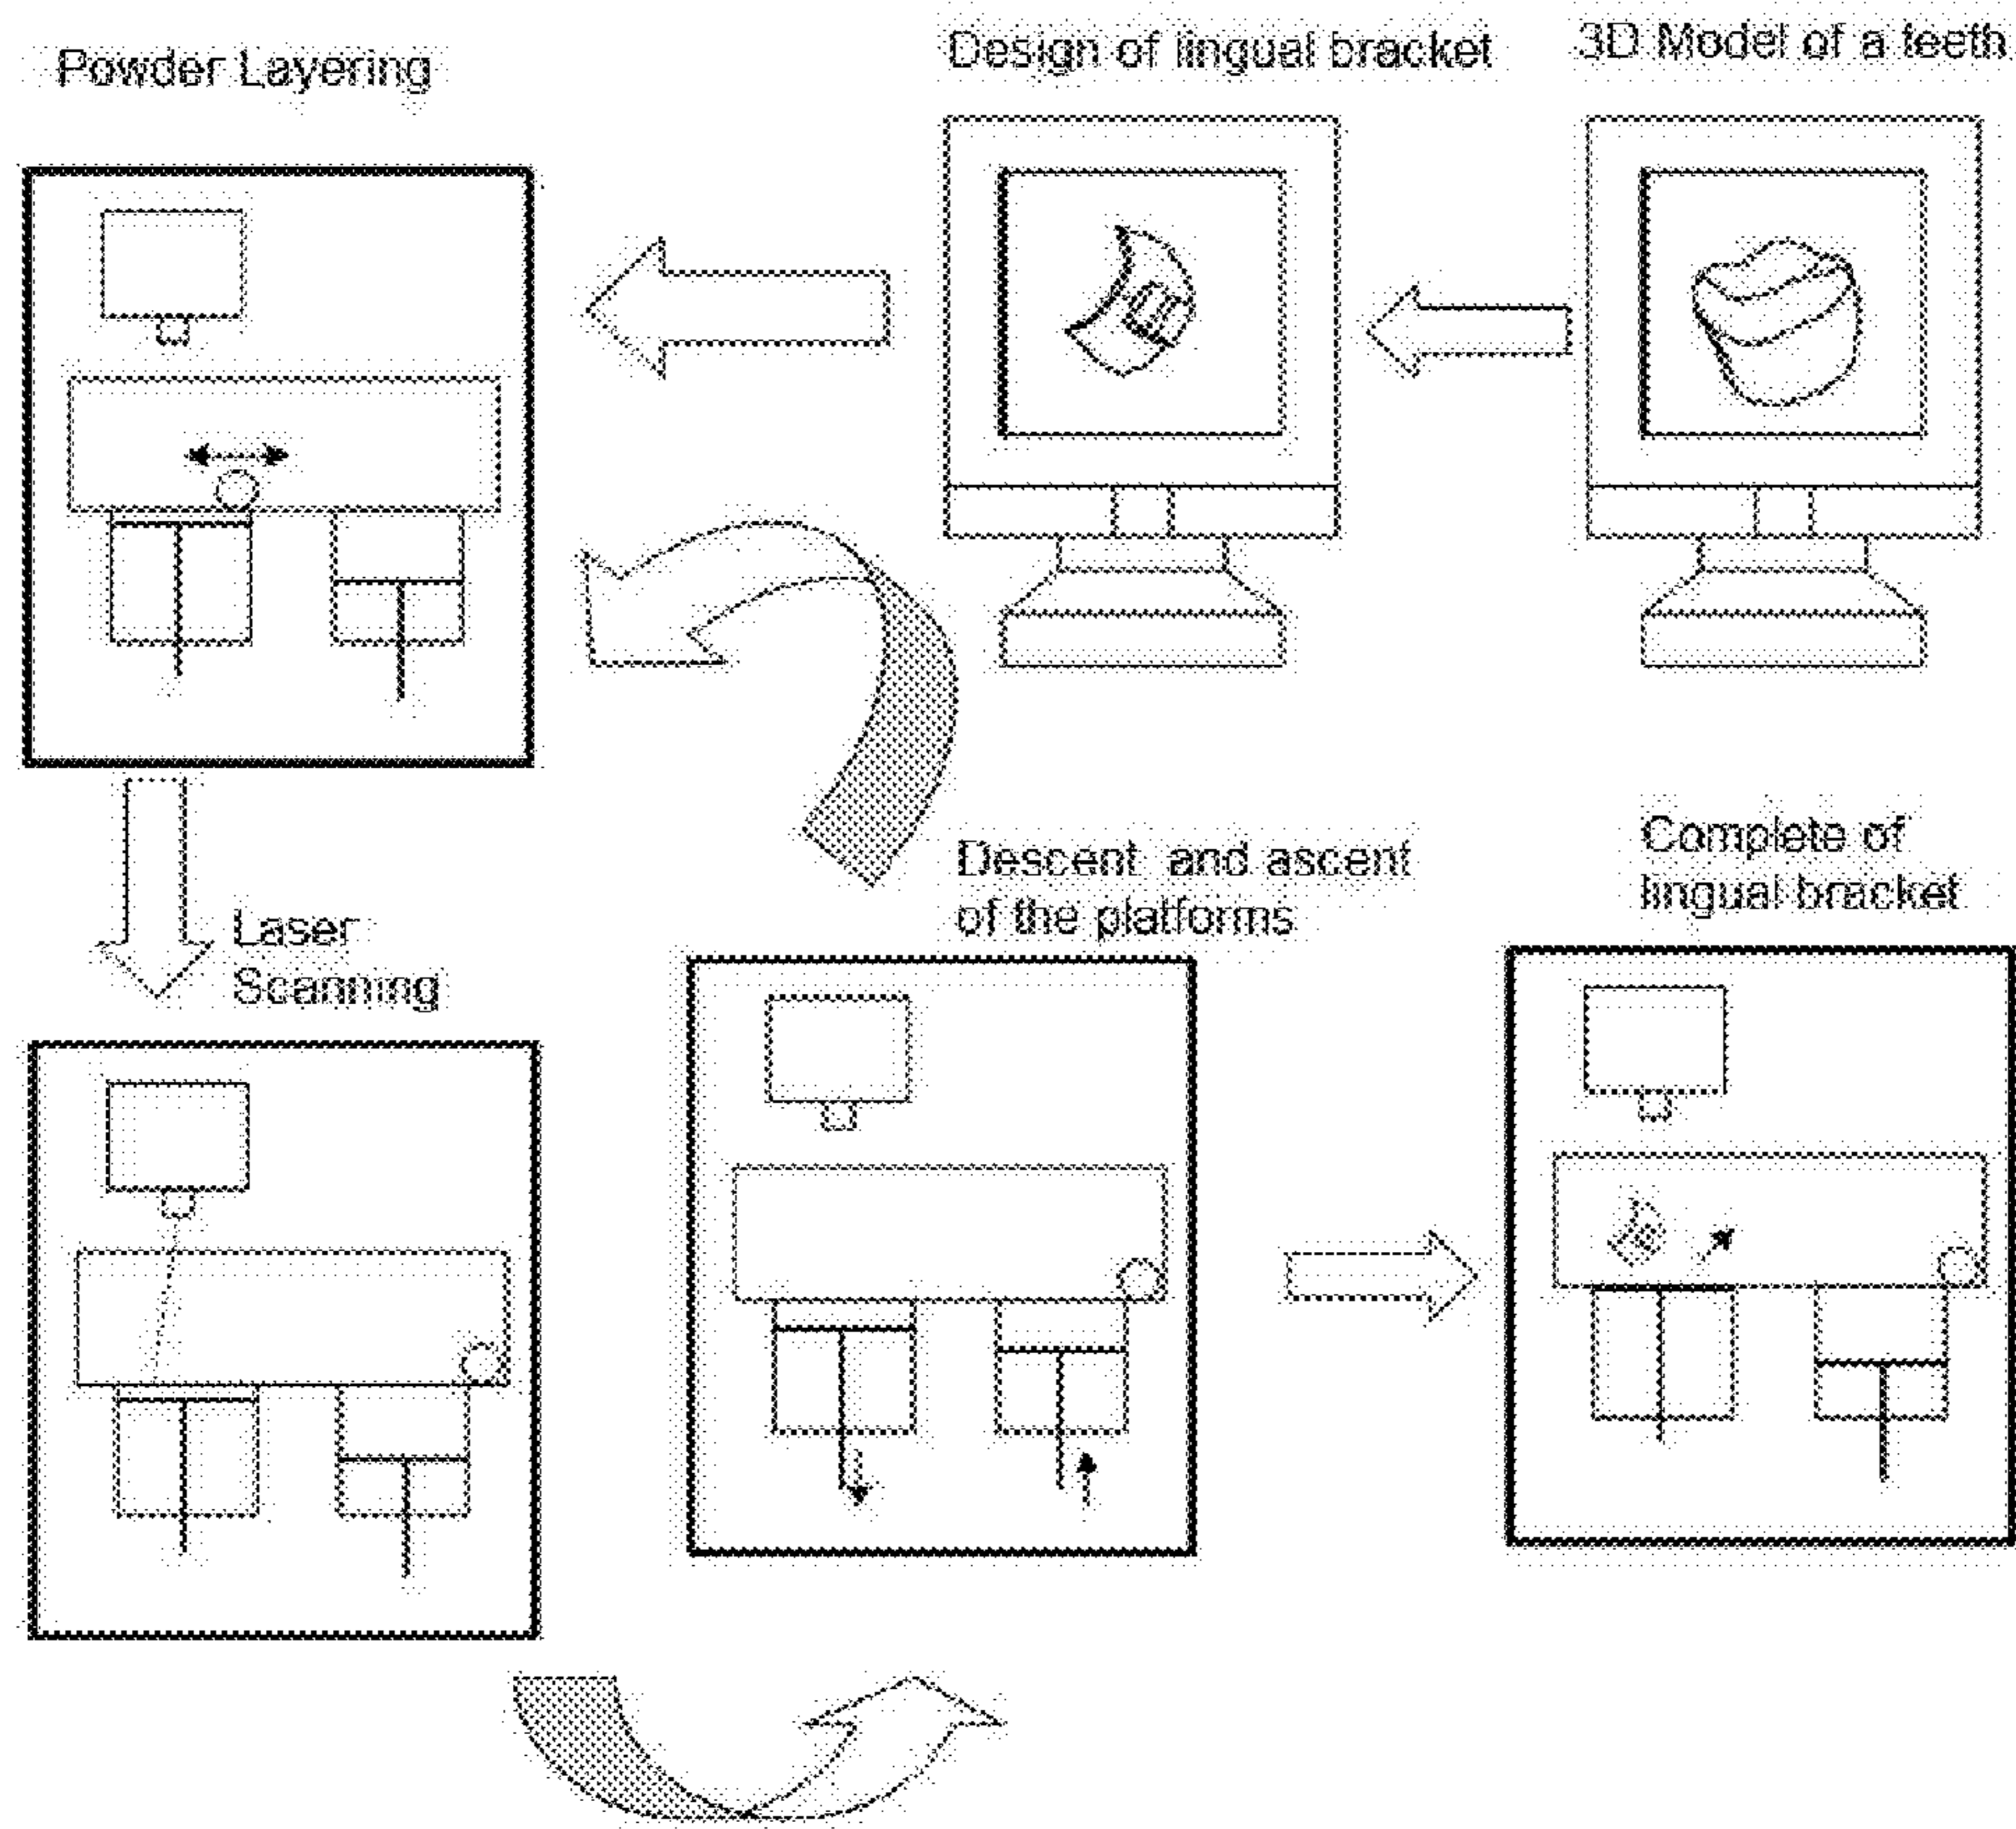 Powder Layering
Design of lingual bracket
3D Model of a teeth
Laser
Scanning
Descent and ascent
of the platforms
Complete of
lingual bracket